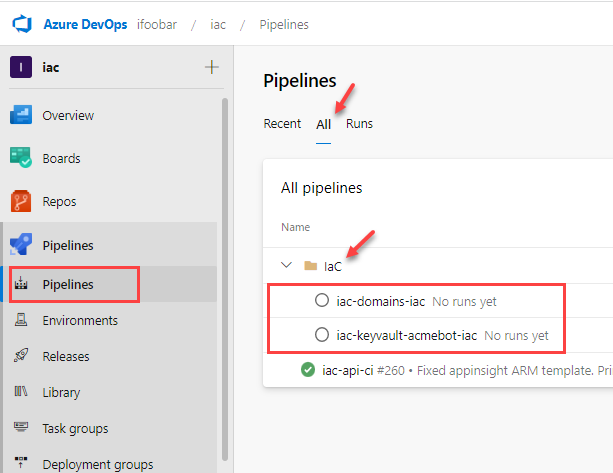 Azure DevOps ifoobar / iac / Pipelines
I iac +
Overview
Boards
Repos
Pipelines
Pipelines
Environments
Releases
Library
Task groups
Deployment groups
Pipelines
Recent All Runs
All pipelines
Name
IaC
iac-domains-iac No runs yet
iac-keyvault-acmebot-iac No runs yet
iac-api-ci #260 • Fixed appinsight ARM template. Pri